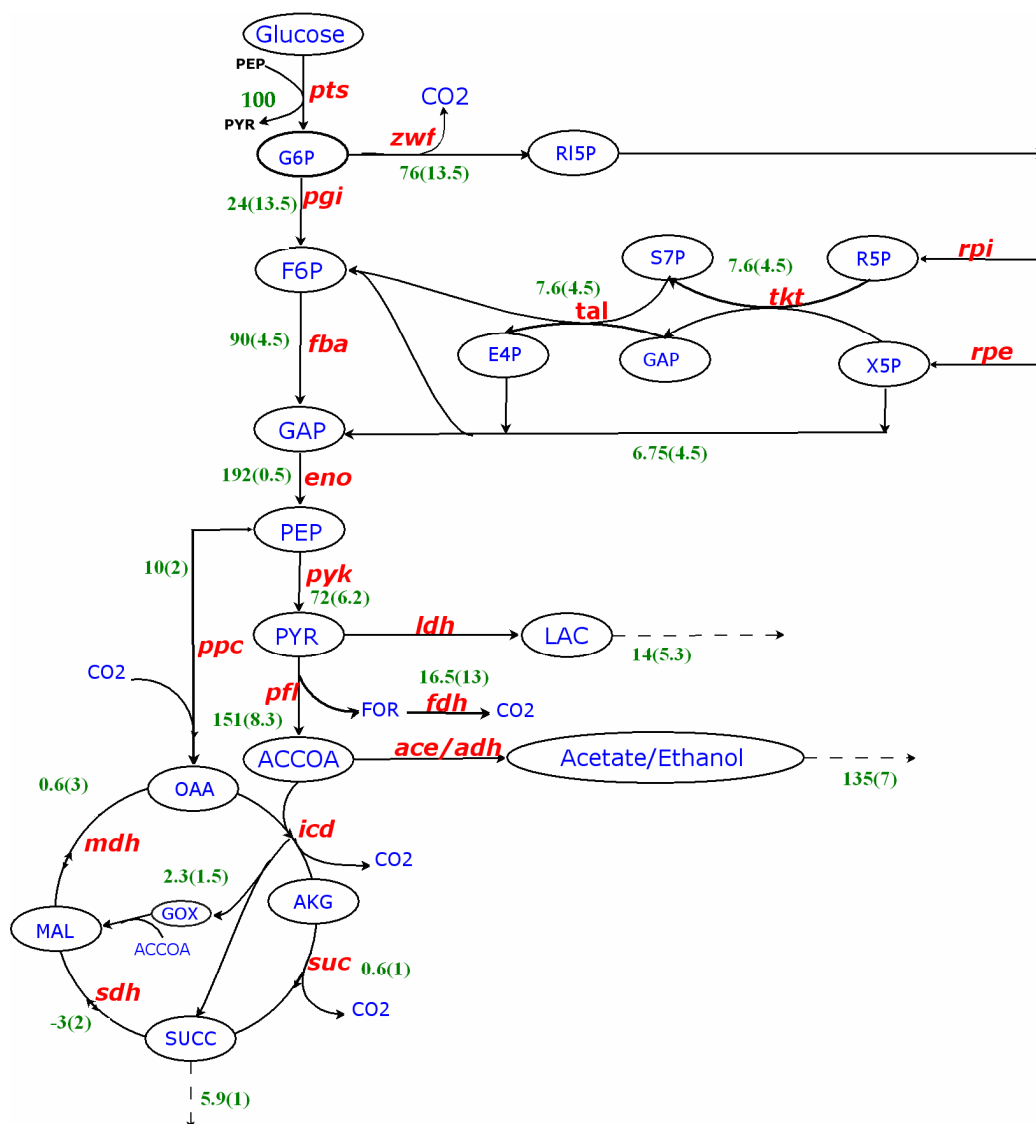 Glucose
PEP
pts
100
PYR
CO2
zwf
G6P
RI5P
76(13.5)
24(13.5)
pgi
F6P
S7P
7.6(4.5)
R5P
rpi
7.6(4.5)
tkt
tal
90(4.5)
fba
E4P
GAP
X5P
rpe
GAP
6.75(4.5)
192(0.5)
eno
PEP
10(2)
pyk
72(6.2)
PYR
ldh
LAC
ppc
14(5.3)
CO2
16.5(13)
pfl
FOR
fdh
CO2
151(8.3)
ACCOA
ace/adh
Acetate/Ethanol
0.6(3)
OAA
135(7)
mdh
icd
CO2
2.3(1.5)
AKG
GOX
MAL
ACCOA
suc
0.6(1)
sdh
-3(2)
CO2
SUCC
5.9(1)